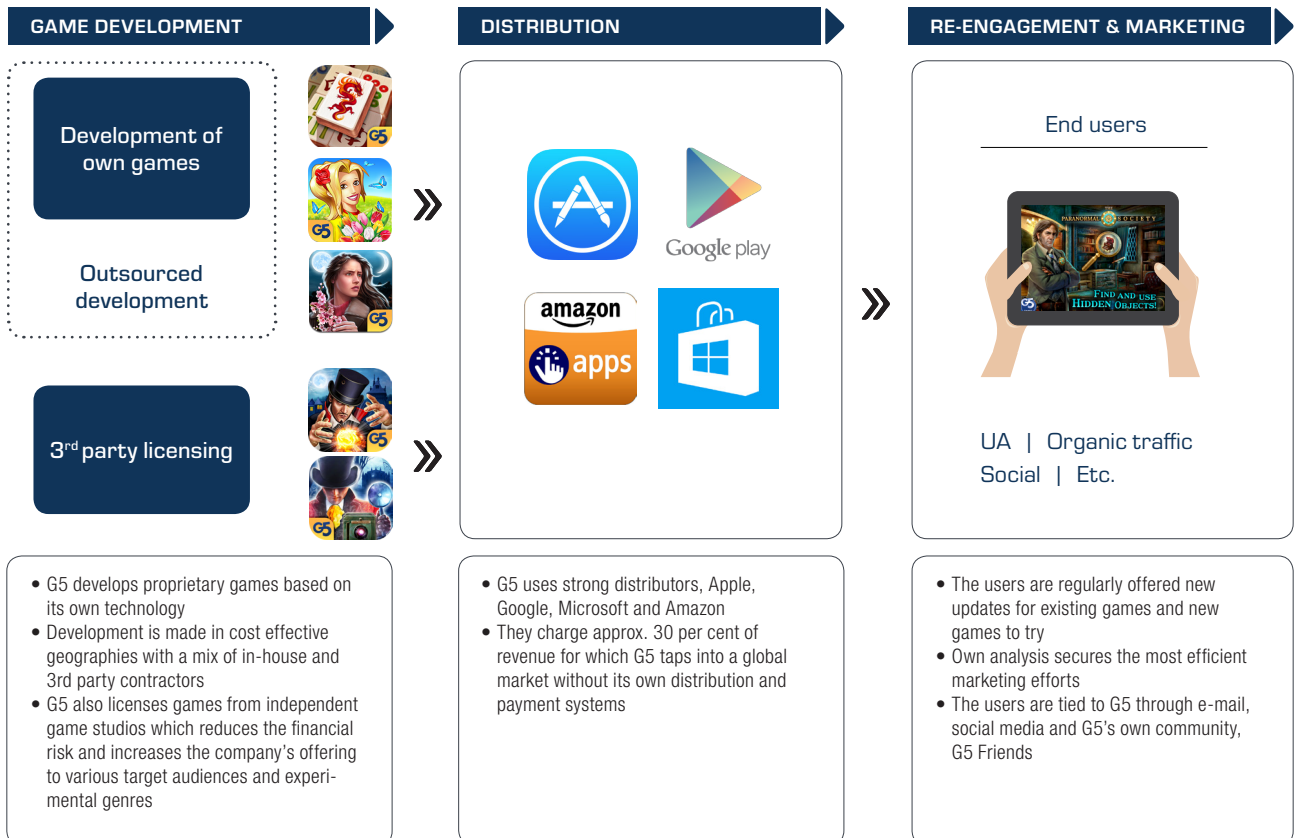 GAME DEVELOPMENT
Development of
own games
Outsourced
development
G5
G5
G5
3rd party licensing
G5
G5
• G5 develops proprietary games based on
its own technology
• Development is made in cost effective
geographies with a mix of in-house and
3rd party contractors
• G5 also licenses games from independent
game studios which reduces the financial
risk and increases the company’s offering
to various target audiences and experi-
mental genres
DISTRIBUTION
Google play
amazon
apps
• G5 uses strong distributors, Apple,
Google, Microsoft and Amazon
• They charge approx. 30 per cent of
revenue for which G5 taps into a global
market without its own distribution and
payment systems
RE-ENGAGEMENT & MARKETING
End users
THE
PARANORMAL SOCIETY
FIND AND USE
HIDDEN OBJECTS!
G5
UA | Organic traffic
Social | Etc.
• The users are regularly offered new
updates for existing games and new
games to try
• Own analysis secures the most efficient
marketing efforts
• The users are tied to G5 through e-mail,
social media and G5’s own community,
G5 Friends